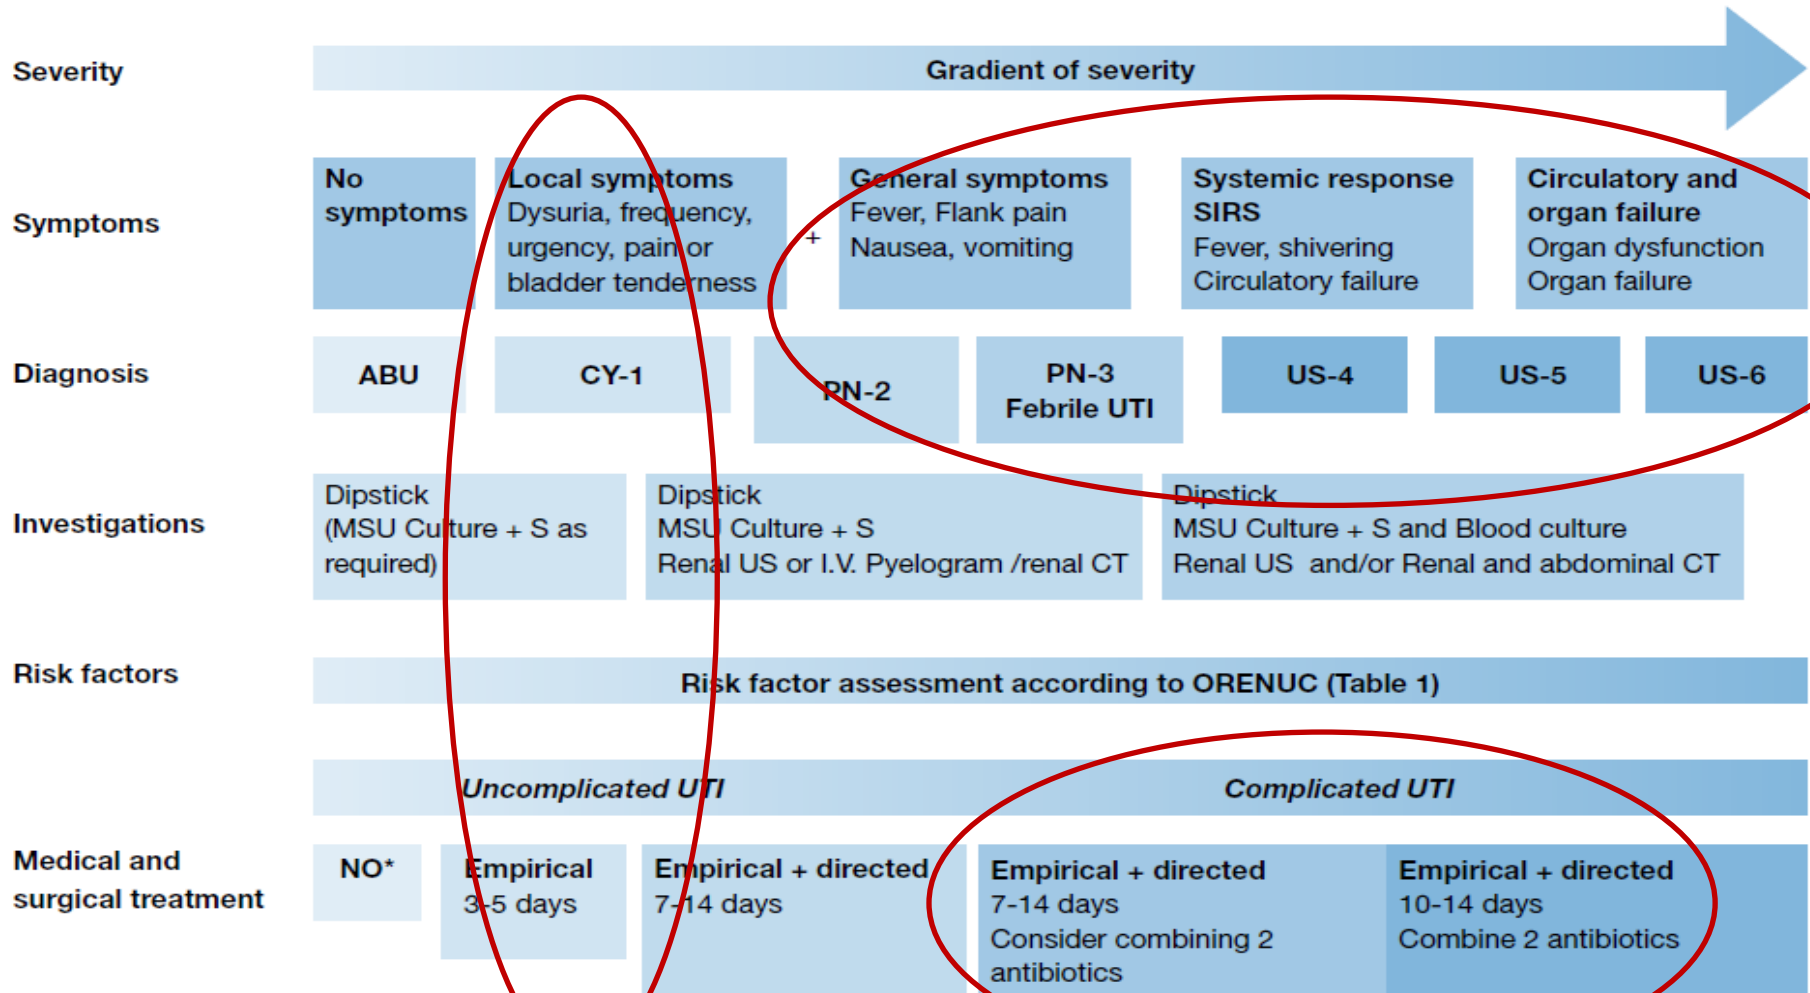 Severity
Gradient of severity
Symptoms
No
symptoms
Local symptoms
Dysuria, frequency,
urgency, pain or
bladder tenderness
+
General symptoms
Fever, Flank pain
Nausea, vomiting
Systemic response
SIRS
Fever, shivering
Circulatory failure
Circulatory and
organ failure
Organ dysfunction
Organ failure
Diagnosis
ABU
CY-1
PN-2
PN-3
Febrile UTI
US-4
US-5
US-6
Investigations
Dipstick
(MSU Culture + S as
required)
Dipstick
MSU Culture + S
Renal US or I.V. Pyelogram /renal CT
Dipstick
MSU Culture + S and Blood culture
Renal US and/or Renal and abdominal CT
Risk factors
Risk factor assessment according to ORENUC (Table 1)
Uncomplicated UTI
Complicated UTI
Medical and
surgical treatment
NO*
Empirical
3-5 days
Empirical + directed
7-14 days
Empirical + directed
7-14 days
Consider combining 2
antibiotics
Empirical + directed
10-14 days
Combine 2 antibiotics